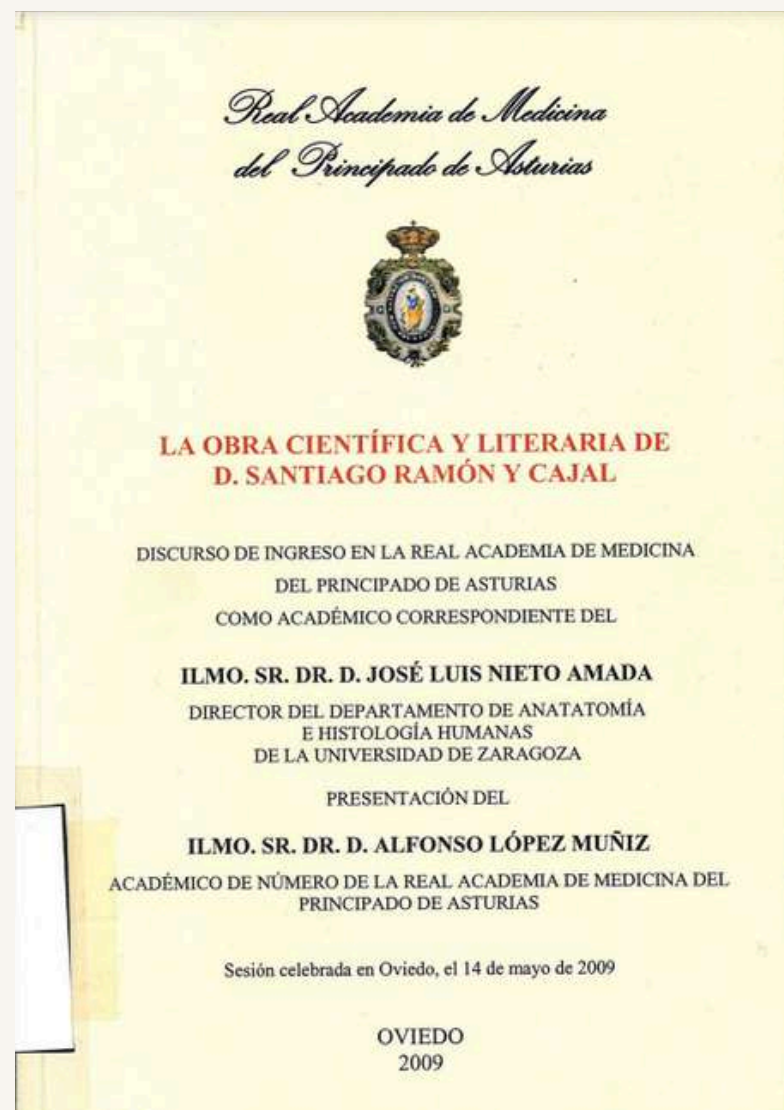 Real Academia de Medicina
del Principado de Asturias
LA OBRA CIENTÍFICA Y LITERARIA DE
D. SANTIAGO RAMÓN Y CAJAL
DISCURSO DE INGRESO EN LA REAL ACADEMIA DE MEDICINA
DEL PRINCIPADO DE ASTURIAS
COMO ACADÉMICO CORRESPONDIENTE DEL
ILMO. SR. DR. D. JOSÉ LUIS NIETO AMADA
DIRECTOR DEL DEPARTAMENTO DE ANATATOMÍA
E HISTOLOGÍA HUMANAS
DE LA UNIVERSIDAD DE ZARAGOZA
PRESENTACIÓN DEL
ILMO. SR. DR. D. ALFONSO LÓPEZ MUÑIZ
ACADÉMICO DE NÚMERO DE LA REAL ACADEMIA DE MEDICINA DEL
PRINCIPADO DE ASTURIAS
Sesión celebrada en Oviedo, el 14 de mayo de 2009
OVIEDO
2009